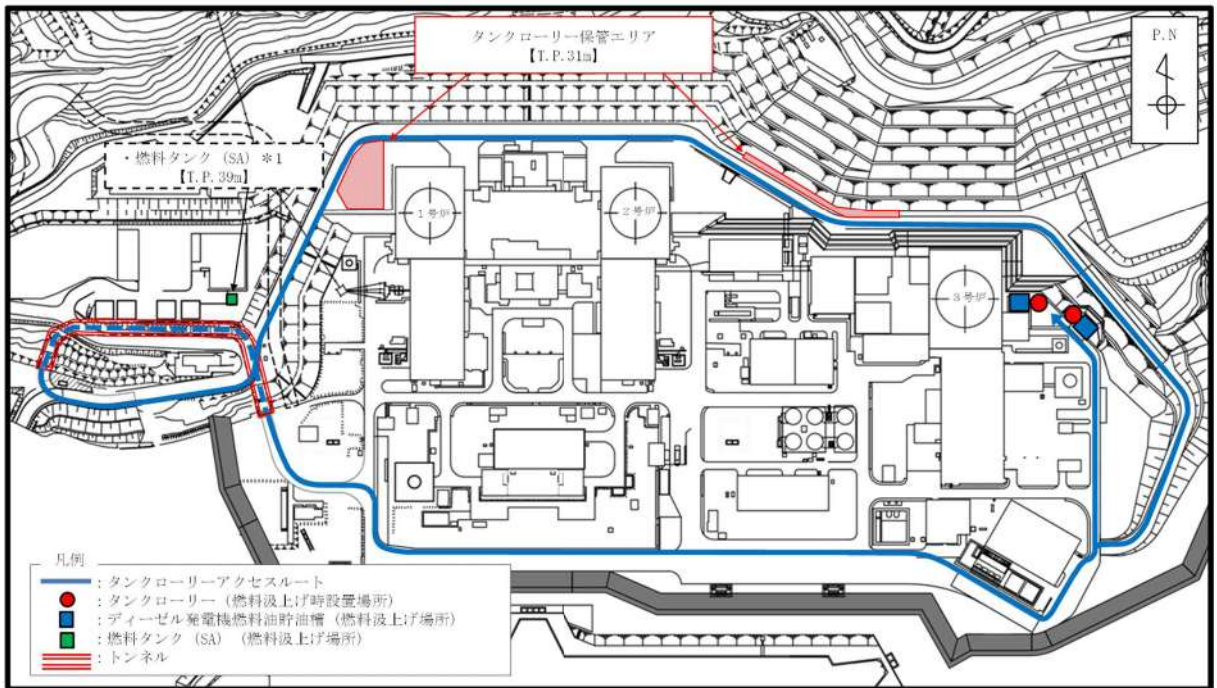 タンクローリー保管エリア
【T.P.31m】
P.N
・燃料タンク (SA) *1
【T.P.39m】
1号炉
2号炉
3号炉
凡例
: タンクローリーアクセスルート
: タンクローリー (燃料汲上げ時設置場所)
: ディーゼル発電機燃料油貯油槽 (燃料汲上げ場所)
: 燃料タンク (SA) (燃料汲上げ場所)
: トンネル